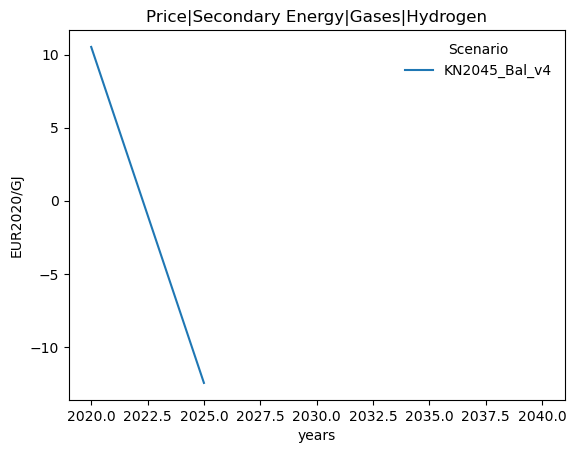 Price|Secondary Energy|Gases|Hydrogen
Scenario
KN2045_Bal_v4
EUR2020/GJ
10
5
0
−5
−10
2020.0 2022.5 2025.0 2027.5 2030.0 2032.5 2035.0 2037.5 2040.0
years